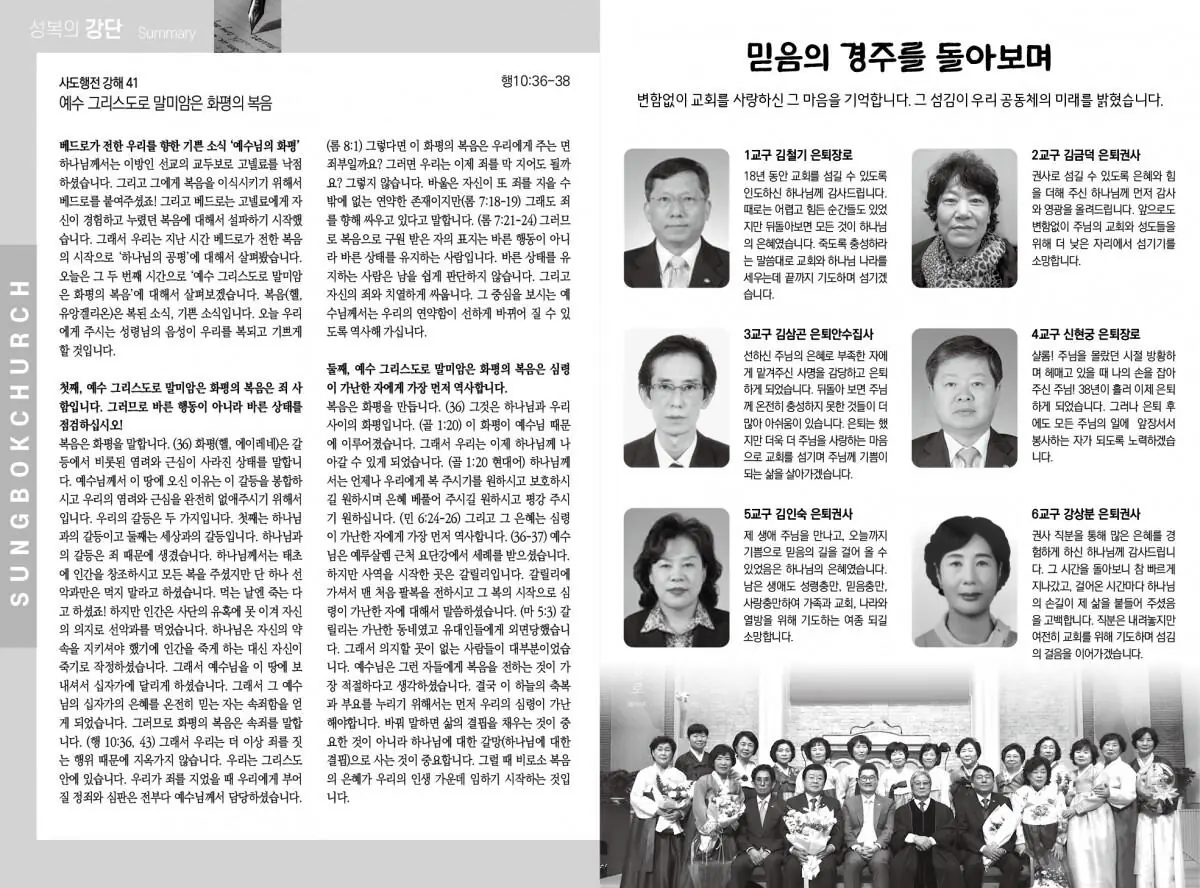 성복의 강단 Summary
SUNGBOKCHURCH
사도행전 강해 41
행10:36-38
예수 그리스도로 말미암은 화평의 복음
베드로가 전한 우리를 향한 기쁜 소식 ‘예수님의 화평’
하나님께서는 이방인 선교의 교두보로 고넬료를 낙점
하셨습니다. 그리고 그에게 복음을 이식시키기 위해서
베드로를 붙여주셨죠! 그리고 베드로는 고넬료에게 자
신이 경험하고 누렸던 복음에 대해서 설파하기 시작했
습니다. 그래서 우리는 지난 시간 베드로가 전한 복음
의 시작으로 ‘하나님의 공평’에 대해서 살펴봤습니다.
오늘은 그 두 번째 시간으로 ‘예수 그리스도로 말미암
은 화평의 복음’에 대해서 살펴보겠습니다. 복음(헬,
유앙겔리온)은 복된 소식, 기쁜 소식입니다. 오늘 우리
에게 주시는 성령님의 음성이 우리를 복되고 기쁘게
할 것입니다.
첫째, 예수 그리스도로 말미암은 화평의 복음은 죄 사
함입니다. 그러므로 바른 행동이 아니라 바른 상태를
점검하십시오!
복음은 화평을 말합니다. (36) 화평(헬, 에이레네)은 갈
등에서 비롯된 염려와 근심이 사라진 상태를 말합니
다. 예수님께서 이 땅에 오신 이유는 이 갈등을 봉합하
시고 우리의 염려와 근심을 완전히 없애주시기 위해서
입니다. 우리의 갈등은 두 가지입니다. 첫째는 하나님
과의 갈등이고 둘째는 세상과의 갈등입니다. 하나님과
의 갈등은 죄 때문에 생겼습니다. 하나님께서는 태초
에 인간을 창조하시고 모든 복을 주셨지만 단 하나 선
악과만은 먹지 말라고 하셨습니다. 먹는 날엔 죽는 다
고 하셨죠! 하지만 인간은 사단의 유혹에 못 이겨 자신
의 의지로 선악과를 먹었습니다. 하나님은 자신의 약
속을 지키셔야 했기에 인간을 죽게 하는 대신 자신이
죽기로 작정하셨습니다. 그래서 예수님을 이 땅에 보
내셔서 십자가에 달리게 하셨습니다. 그래서 그 예수
님의 십자가의 은혜를 온전히 믿는 자는 속죄함을 얻
게 되었습니다. 그러므로 화평의 복음은 속죄를 말합
니다. (행 10:36, 43) 그래서 우리는 더 이상 죄를 짓
는 행위 때문에 지옥가지 않습니다. 우리는 그리스도
안에 있습니다. 우리가 죄를 지었을 때 우리에게 부어
질 정죄와 심판은 전부다 예수님께서 담당하셨습니다.
(롬 8:1) 그렇다면 이 화평의 복음은 우리에게 주는 면
죄부일까요? 그러면 우리는 이제 죄를 막 지어도 될까
요? 그렇지 않습니다. 바울은 자신이 또 죄를 지을 수
밖에 없는 연약한 존재이지만(롬 7:18-19) 그래도 죄
를 향해 싸우고 있다고 말합니다. (롬 7:21-24) 그러므
로 복음으로 구원 받은 자의 표지는 바른 행동이 아니
라 바른 상태를 유지하는 사람입니다. 바른 상태를 유
지하는 사람은 남을 쉽게 판단하지 않습니다. 그리고
자신의 죄와 치열하게 싸웁니다. 그 중심을 보시는 예
수님께서는 우리의 연약함이 선하게 바뀌어 질 수 있
도록 역사해 가십니다.
둘째, 예수 그리스도로 말미암은 화평의 복음은 심령
이 가난한 자에게 가장 먼저 역사합니다.
복음은 화평을 만듭니다. (36) 그것은 하나님과 우리
사이의 화평입니다. (골 1:20) 이 화평이 예수님 때문
에 이루어졌습니다. 그래서 우리는 이제 하나님께 나
아갈 수 있게 되었습니다. (골 1:20 현대어) 하나님께
서는 언제나 우리에게 복 주시기를 원하시고 보호하시
길 원하시며 은혜 베풀어 주시길 원하시고 평강 주시
기 원하십니다. (민 6:24-26) 그리고 그 은혜는 심령
이 가난한 자에게 가장 먼저 역사합니다. (36-37) 예수
님은 예루살렘 근처 요단강에서 세례를 받으셨습니다.
하지만 사역을 시작한 곳은 갈릴리입니다. 갈릴리에
가셔서 맨 처음 팔복을 전하시고 그 복의 시작으로 심
령이 가난한 자에 대해서 말씀하셨습니다. (마 5:3) 갈
릴리는 가난한 동네였고 유대인들에게 외면당했습니
다. 그래서 의지할 곳이 없는 사람들이 대부분이었습
니다. 예수님은 그런 자들에게 복음을 전하는 것이 가
장 적절하다고 생각하셨습니다. 결국 이 하늘의 축복
과 부요를 누리기 위해서는 먼저 우리의 심령이 가난
해야합니다. 바꿔 말하면 삶의 결핍을 채우는 것이 중
요한 것이 아니라 하나님에 대한 갈망(하나님에 대한
결핍)으로 사는 것이 중요합니다. 그럴 때 비로소 복음
의 은혜가 우리의 인생 가운데 임하기 시작하는 것입
니다.
믿음의 경주를 돌아보며
변함없이 교회를 사랑하신 그 마음을 기억합니다. 그 섬김이 우리 공동체의 미래를 밝혔습니다.
1교구 김철기 은퇴장로
18년 동안 교회를 섬길 수 있도록
인도하신 하나님께 감사드립니다.
때로는 어렵고 힘든 순간들도 있었
지만 뒤돌아보면 모든 것이 하나님
의 은혜였습니다. 죽도록 충성하라
는 말씀대로 교회와 하나님 나라를
세우는데 끝까지 기도하며 섬기겠
습니다.
2교구 김금덕 은퇴권사
권사로 섬길 수 있도록 은혜와 힘
을 더해 주신 하나님께 먼저 감사
와 영광을 올려드립니다. 앞으로도
변함없이 주님의 교회와 성도들을
위해 더 낮은 자리에서 섬기기를
소망합니다.
3교구 김삼곤 은퇴안수집사
선하신 주님의 은혜로 부족한 자에
게 맡겨주신 사명을 감당하고 은퇴
하게 되었습니다. 뒤돌아 보면 주님
께 온전히 충성하지 못한 것들이 더
많아 아쉬움이 있습니다. 은퇴는 했
지만 더욱 더 주님을 사랑하는 마음
으로 교회를 섬기며 주님께 기쁨이
되는 삶을 살아가겠습니다.
4교구 신현궁 은퇴장로
샬롬! 주님을 몰랐던 시절 방황하
며 헤매고 있을 때 나의 손을 잡아
주신 주님! 38년이 흘러 이제 은퇴
하게 되었습니다. 그러나 은퇴 후
에도 모든 주님의 일에 앞장서서
봉사하는 자가 되도록 노력하겠습니
다.
5교구 김인숙 은퇴권사
제 생애 주님을 만나고, 오늘까지
기쁨으로 믿음의 길을 걸어 올 수
있었음은 하나님의 은혜였습니다.
남은 생애도 성령충만, 믿음충만,
사랑충만하여 가족과 교회, 나라와
열방을 위해 기도하는 여종 되길
소망합니다.
6교구 강상분 은퇴권사
권사 직분을 통해 많은 은혜를 경
험하게 하신 하나님께 감사드립니
다. 그 시간을 돌아보니 참 빠르게
지나갔고, 걸어온 시간마다 하나님
의 손길이 제 삶을 붙들어 주셨음
을 고백합니다. 직분은 내려놓지만
여전히 교회를 위해 기도하며 섬김
의 걸음을 이어가겠습니다.